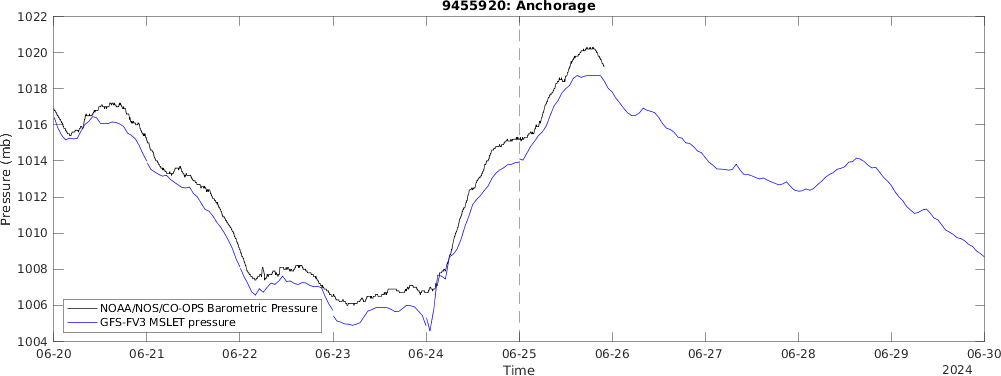 9455920: Anchorage
1022
1020
1018
1016
1014
1012
1010
1008
1006
1004
Pressure (mb)
NOAA/NOS/CO-OPS Barometric Pressure
GFS-FV3 MSLET pressure
06-20 06-21 06-22 06-23 06-24 06-25 06-26 06-27 06-28 06-29 06-30
Time
2024